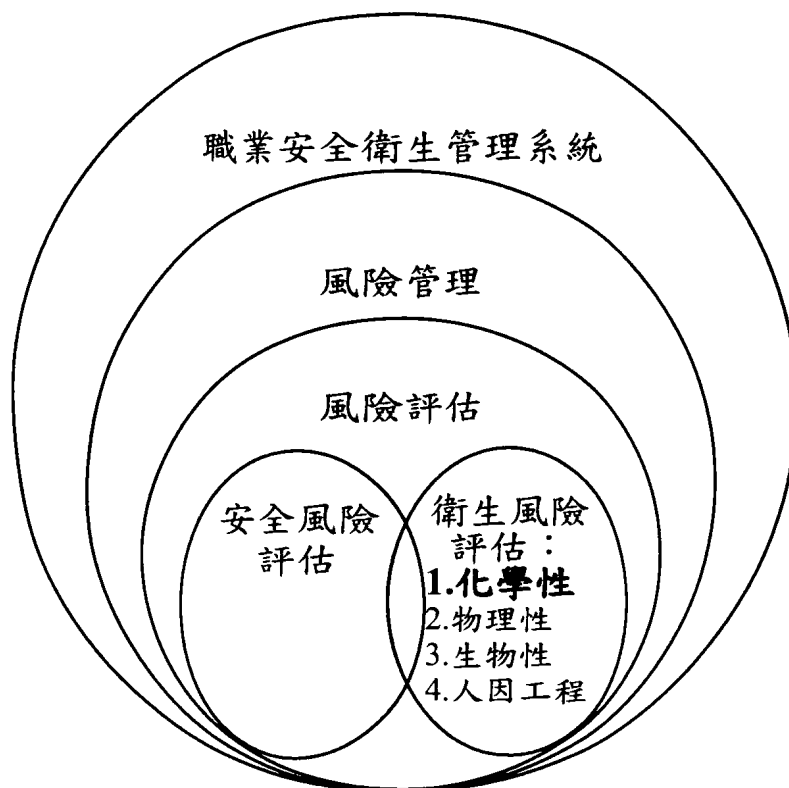 職業安全衛生管理系統
風險管理
風險評估
安全風險
評估
衛生風險
評估：
1.化學性
2.物理性
3.生物性
4.人因工程